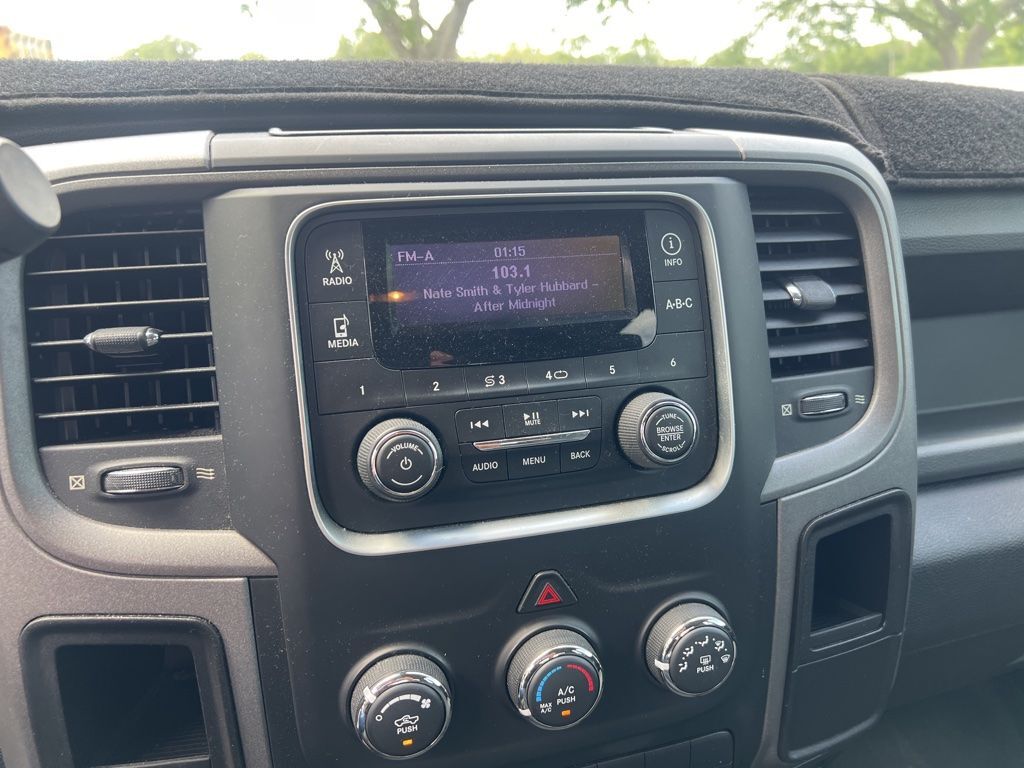 FM-A 01:15
103.1
Nate Smith & Tyler Hubbard -
After Midnight
RADIO
MEDIA
INFO
A•B•C
1 2 3 4 5 6
MUTE
AUDIO MENU BACK
VOLUME
TUNE
BROWSE
ENTER
SCROLL
PUSH
MAX
A/C
A/C
PUSH
PUSH